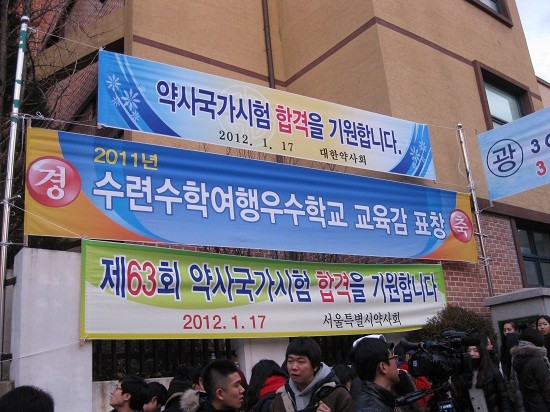 약사국가시험 합격을 기원합니다.
2012. 1. 17 대한약사회
경 축
2011년
수련수학여행우수학교 교육감 표창
제63회 약사국가시험 합격을 기원합니다
2012. 1. 17 서울특별시약사회
광 30
3